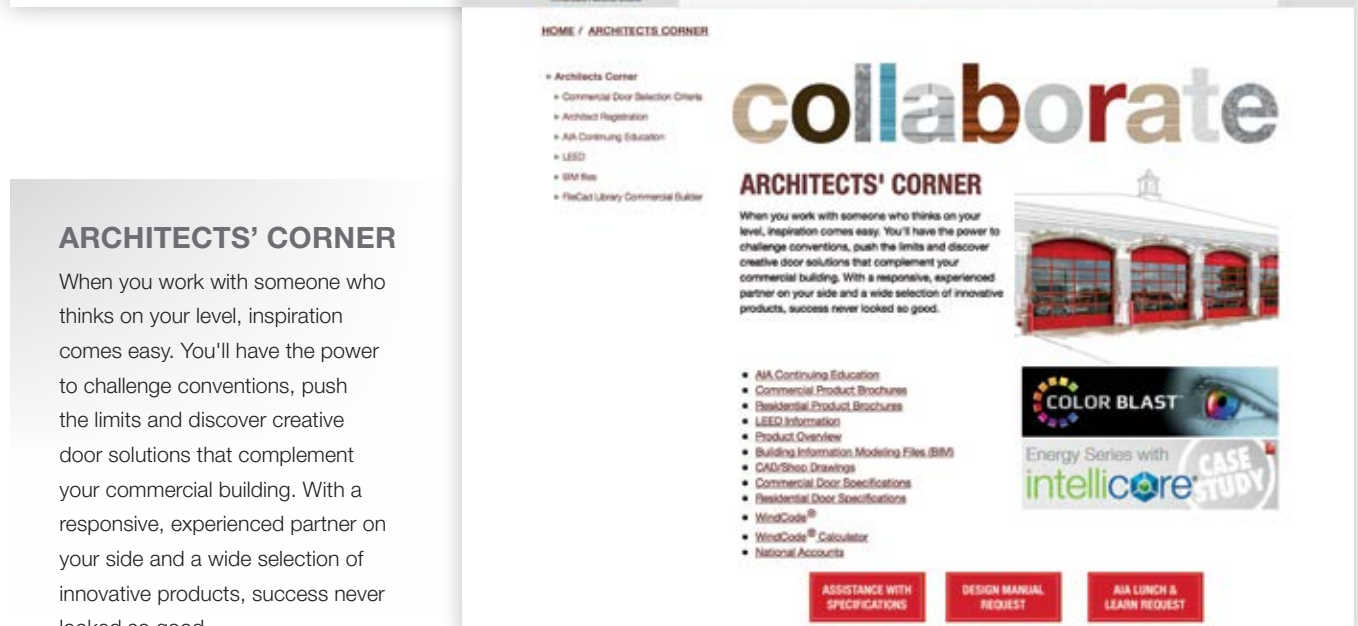 HOME / ARCHITECTS CORNER
» Architects Corner
» Commercial Door Selection Criteria
» Architect Registration
» AIA Continuing Education
» LEED
» BIM files
» FileCad Library Commercial Builder
collaborate
ARCHITECTS' CORNER
When you work with someone who thinks on your
level, inspiration comes easy. You'll have the power to
challenge conventions, push the limits and discover
creative door solutions that complement your
commercial building. With a responsive, experienced
partner on your side and a wide selection of innovative
products, success never looked so good.
• AIA Continuing Education
• Commercial Product Brochures
• Residential Product Brochures
• LEED Information
• Product Overview
• Building Information Modeling Files (BIM)
• CAD/Shop Drawings
• Commercial Door Specifications
• Residential Door Specifications
• WindCode®
• WindCode® Calculator
• National Accounts
COLOR BLAST
Energy Series with
intellicore
CASE
STUDY
ASSISTANCE WITH
SPECIFICATIONS
DESIGN MANUAL
REQUEST
AIA LUNCH &
LEARN REQUEST
ARCHITECTS’ CORNER
When you work with someone who
thinks on your level, inspiration
comes easy. You'll have the power
to challenge conventions, push
the limits and discover creative
door solutions that complement
your commercial building. With a
responsive, experienced partner on
your side and a wide selection of
innovative products, success never
looked so good.